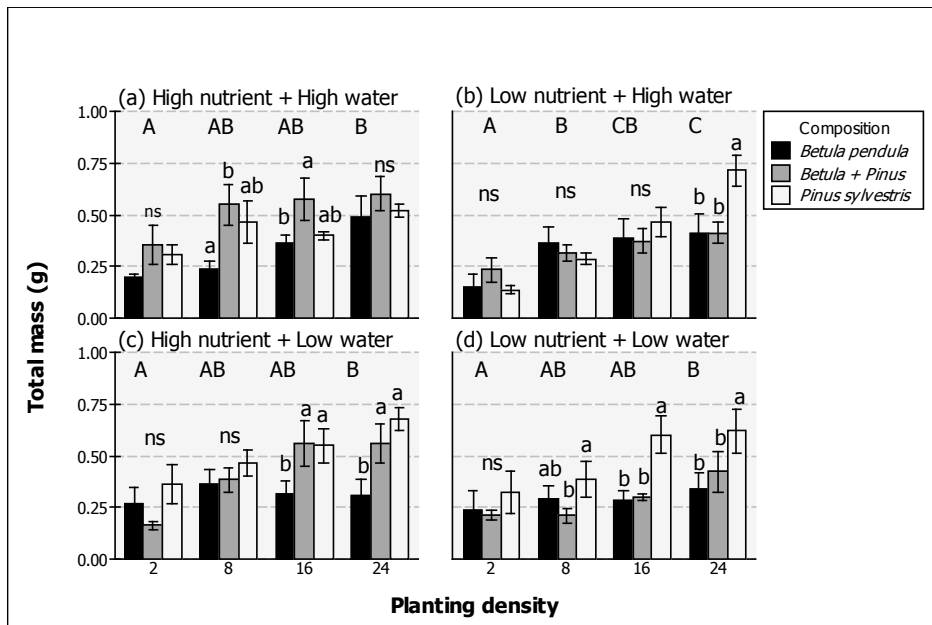 (a) High nutrient + High water
(b) Low nutrient + High water
Composition
Betula pendula
Betula + Pinus
Pinus sylvestris
1.00
0.75
0.50
0.25
0.00
A AB AB B
ns
a b ab
b a ab
ns
A B CB C
ns ns ns
b b a
(c) High nutrient + Low water
(d) Low nutrient + Low water
1.00
0.75
0.50
0.25
0.00
A AB AB B
ns ns
b a a
b a a
A AB AB B
ns
ab b a
b b a
b b a
2 8 16 24
2 8 16 24
Total mass (g)
Planting density